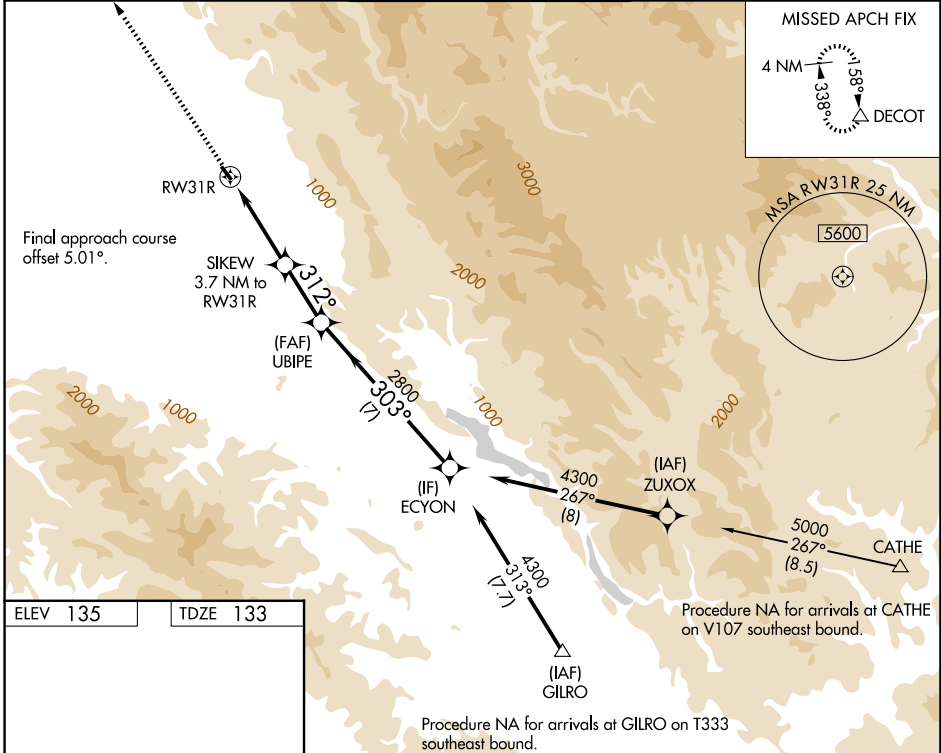 MISSED APCH FIX
4 NM
158°
338°
DECOT
RW31R
1000
3000
MSA RW31R 25 NM
5600
Final approach course
offset 5.01°.
SIKEW
3.7 NM to
RW31R
312°
2000
(FAF)
UBIPE
2800
303°
(7)
2000
1000
1000
2000
(IF)
ECYON
4300
267°
(8)
(IAF)
ZUXOX
5000
267°
(8.5)
CATHE
4300
313°
(7.7)
Procedure NA for arrivals at CATHE
on V107 southeast bound.
ELEV 135
TDZE 133
(IAF)
GILRO
Procedure NA for arrivals at GILRO on T333
southeast bound.